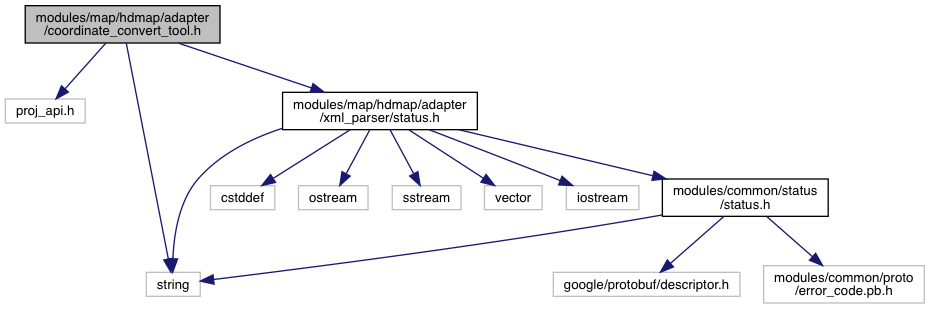 modules/map/hdmap/adapter
/coordinate_convert_tool.h
proj_api.h
modules/map/hdmap/adapter
/xml_parser/status.h
cstddef
ostream
sstream
vector
iostream
modules/common/status
/status.h
string
google/protobuf/descriptor.h
modules/common/proto
/error_code.pb.h